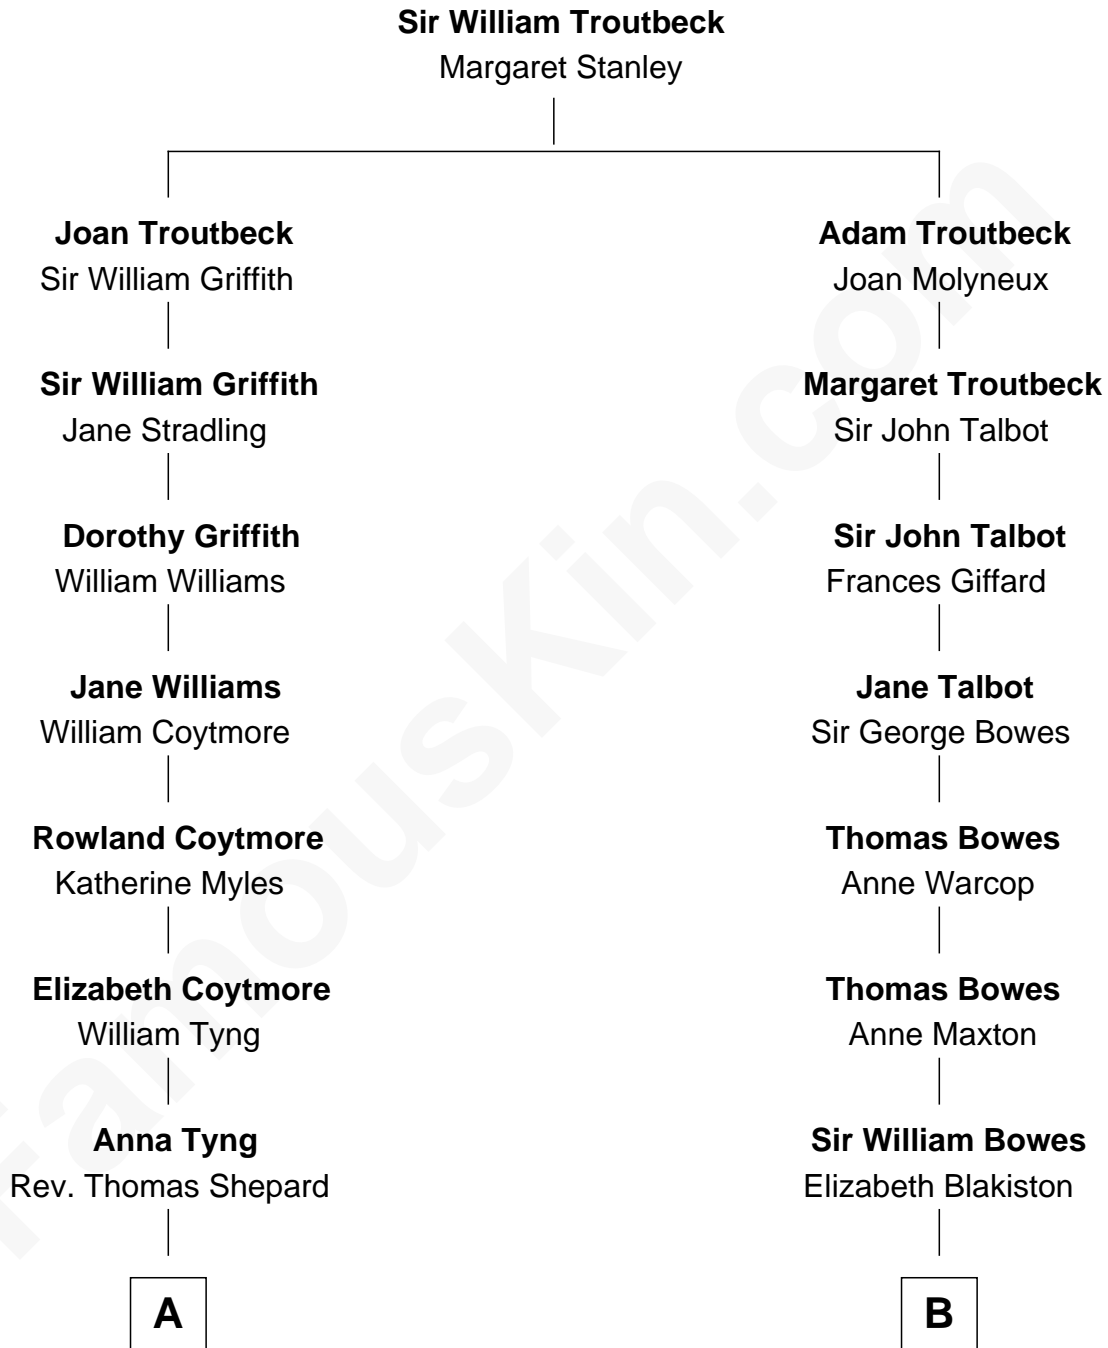 Sir William Troutbeck
Margaret Stanley
Joan Troutbeck
Sir William Griffith
Adam Troutbeck
Joan Molyneux
Sir William Griffith
Jane Stradling
Margaret Troutbeck
Sir John Talbot
Dorothy Griffith
William Williams
Sir John Talbot
Frances Giffard
Jane Williams
William Coytmore
Jane Talbot
Sir George Bowes
Rowland Coytmore
Katherine Myles
Thomas Bowes
Anne Warcop
Elizabeth Coytmore
William Tyng
Thomas Bowes
Anne Maxton
Anna Tyng
Rev. Thomas Shepard
Sir William Bowes
Elizabeth Blakiston
A
B
FamousKin.com